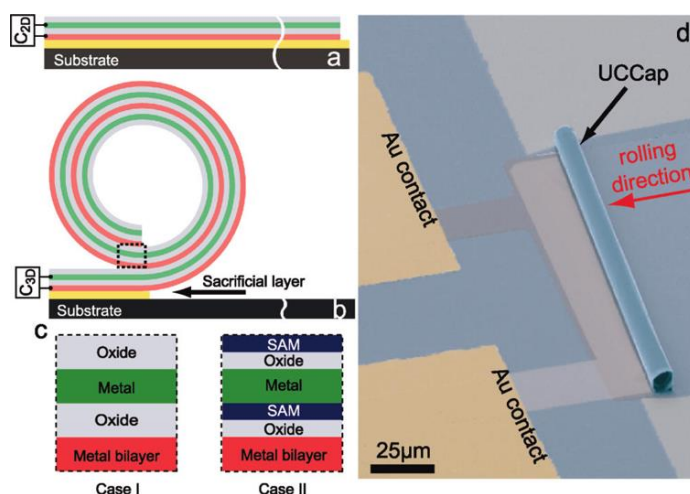 C2D
Substrate
a
C3D
Sacrificial layer
Substrate
b
c
Oxide
Metal
Oxide
Metal bilayer
Case I
SAM
Oxide
Metal
SAM
Oxide
Metal bilayer
Case II
d
UCCap
rolling
direction
Au contact
Au contact
25µm